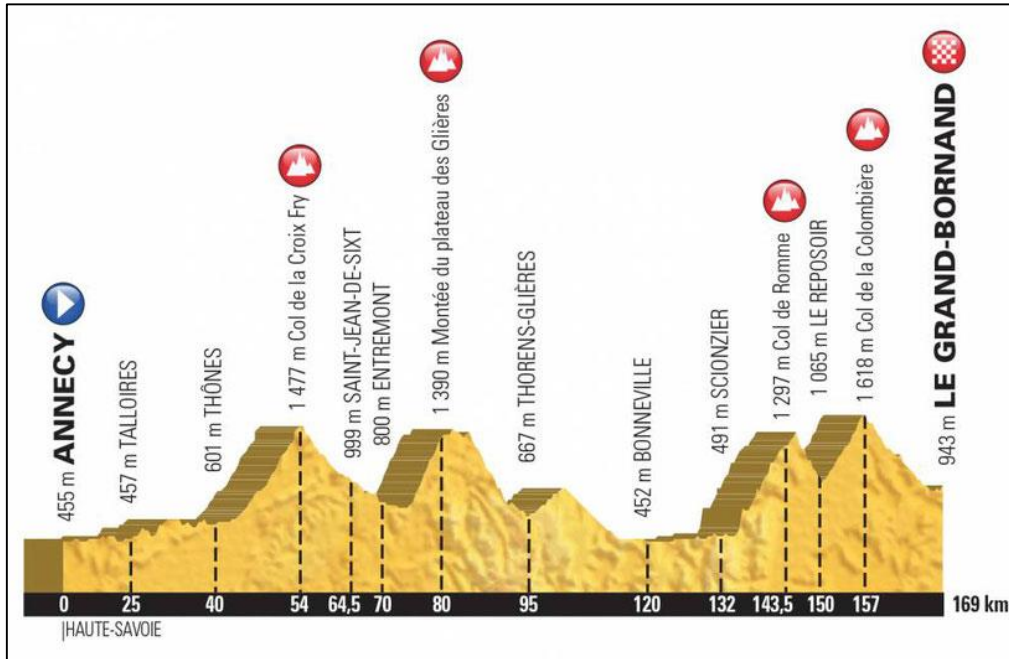 455 m ANNECY
457 m TALLOIRES
601 m THÔNES
1 477 m Col de la Croix Fry
999 m SAINT-JEAN-DE-SIXT
800 m ENTREMONT
1 390 m Montée du plateau des Glières
667 m THORENS-GLIÈRES
452 m BONNEVILLE
491 m SCIONZIER
1 297 m Col de Romme
1 065 m LE REPOSOIR
1 618 m Col de la Colombière
943 m LE GRAND-BORNAND
0 25 40 54 64,5 70 80 95 120 132 143,5 150 157 169 km
|HAUTE-SAVOIE